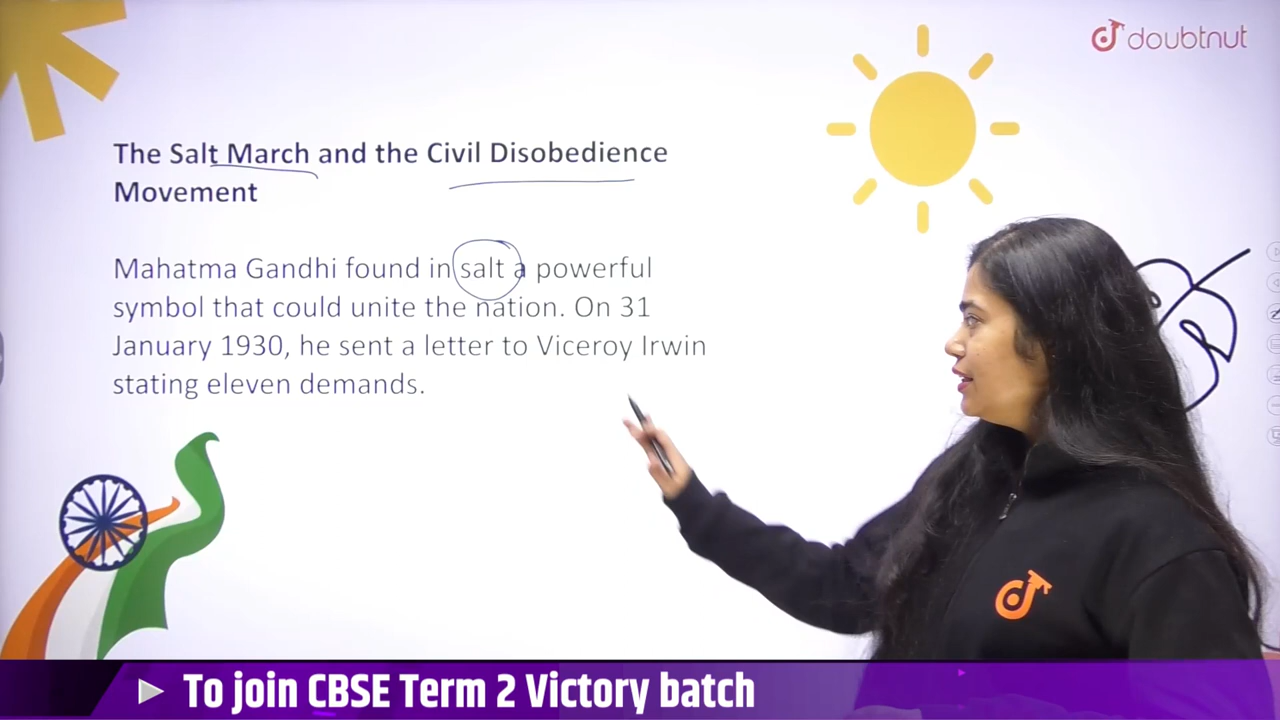 doubtnut
The Salt March and the Civil Disobedience
Movement
Mahatma Gandhi found in salt a powerful
symbol that could unite the nation. On 31
January 1930, he sent a letter to Viceroy Irwin
stating eleven demands.
To join CBSE Term 2 Victory batch